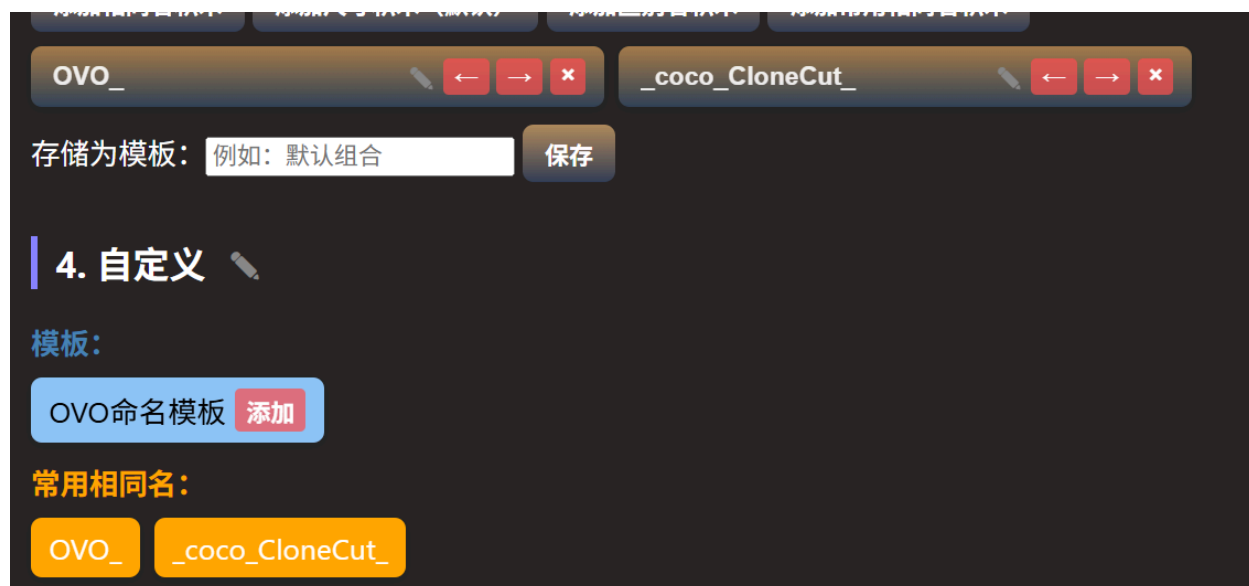 OVO_ ← → × _coco_CloneCut_ ← → ×
存储为模板： 例如：默认组合 保存
4. 自定义
模板：
OVO命名模板 添加
常用相同名：
OVO_ _coco_CloneCut_